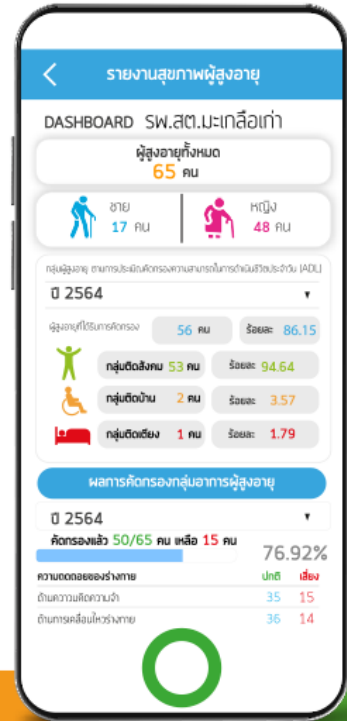 รายงานสุขภาพผู้สูงอายุ
DASHBOARD รพ.สต.มะเกลือเก่า
ผู้สูงอายุทั้งหมด
65 คน
ชาย
17 คน
หญิง
48 คน
กลุ่มผู้สูงอายุ ตามการประเมินคัดกรองความสามารถในการดำเนินชีวิตประจำวัน (ADL)
ปี 2564
ผู้สูงอายุที่ได้รับการคัดกรอง 56 คน ร้อยละ 86.15
กลุ่มติดสังคม 53 คน ร้อยละ 94.64
กลุ่มติดบ้าน 2 คน ร้อยละ 3.57
กลุ่มติดเตียง 1 คน ร้อยละ 1.79
ผลการคัดกรองกลุ่มอาการผู้สูงอายุ
ปี 2564
คัดกรองแล้ว 50/65 คน เหลือ 15 คน
76.92%
ความถดถอยของร่างกาย ปกติ เสี่ยง
ด้านความคิดความจำ 35 15
ด้านการเคลื่อนไหวร่างกาย 36 14